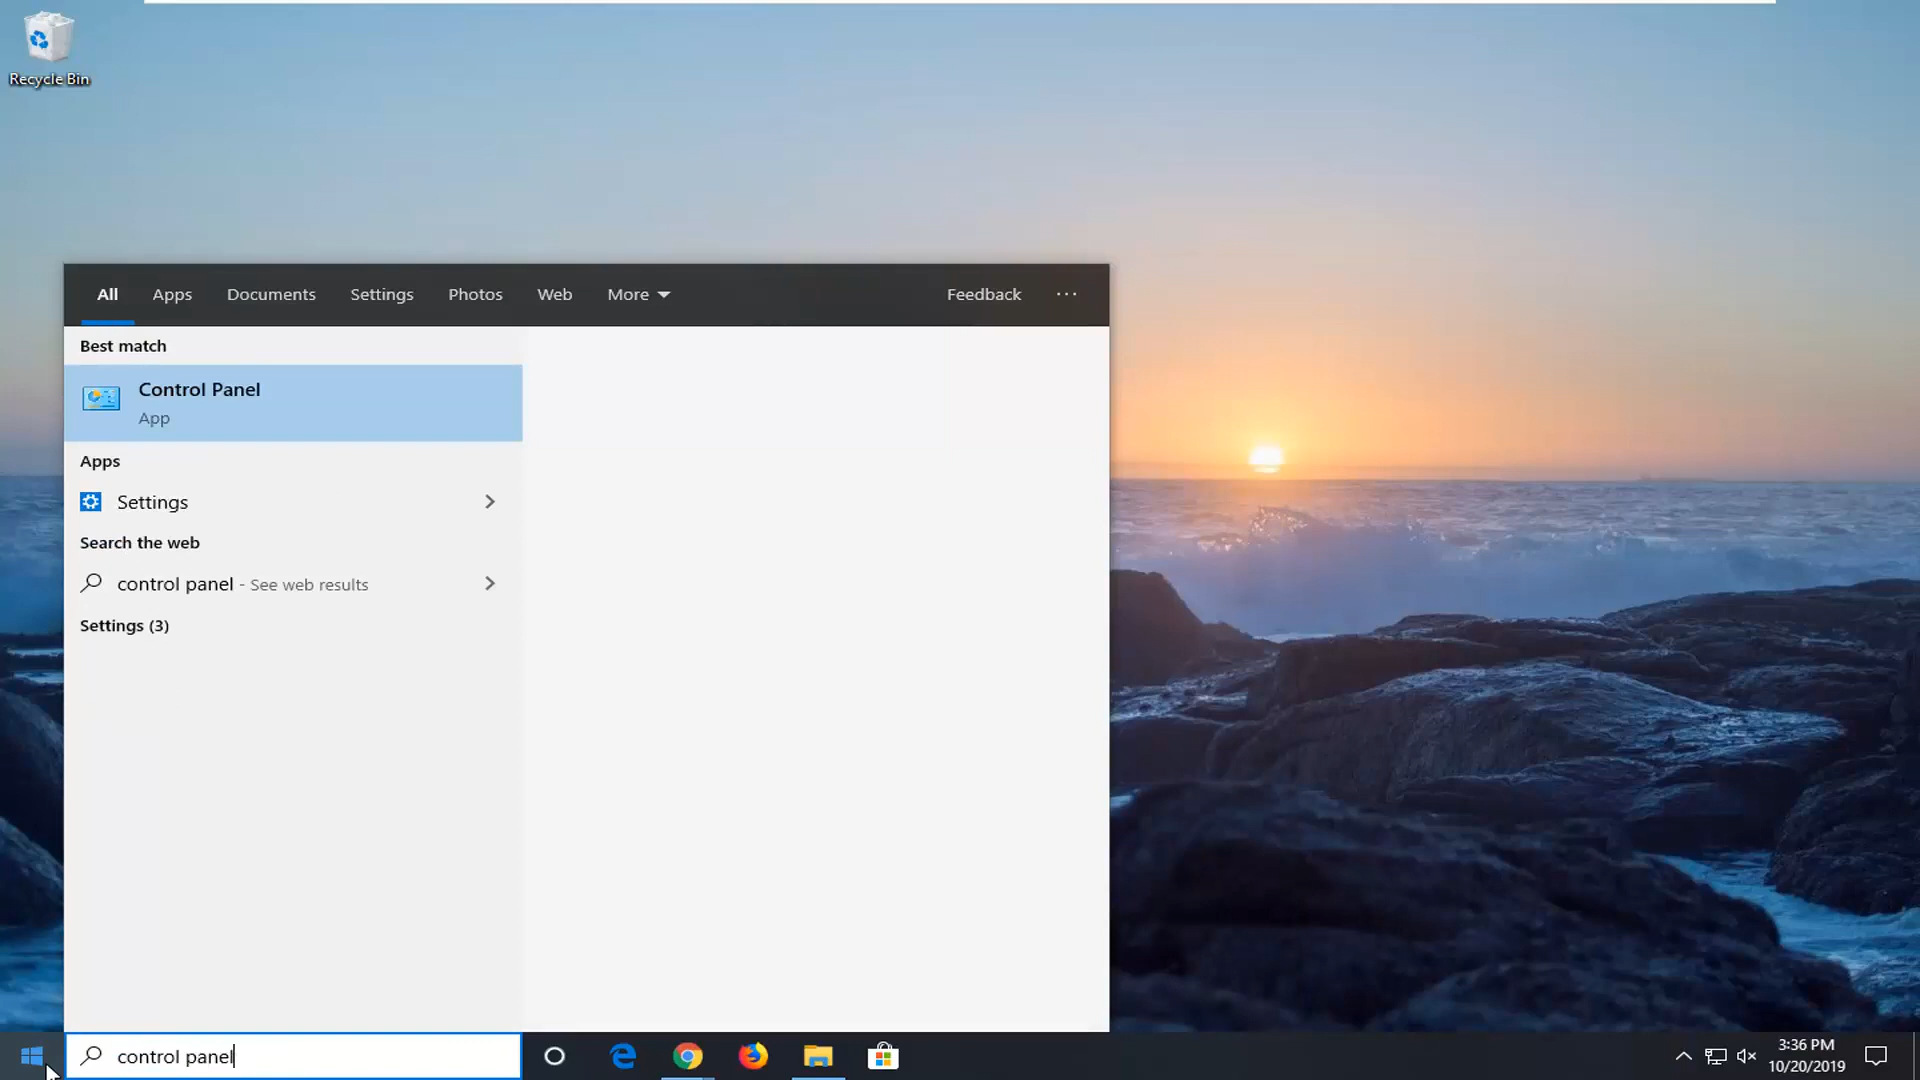 Recycle Bin
All Apps Documents Settings Photos Web More Feedback ...
Best match
Control Panel
App
Apps
Settings
Search the web
control panel - See web results
Settings (3)
control panel
3:36 PM
10/20/2019